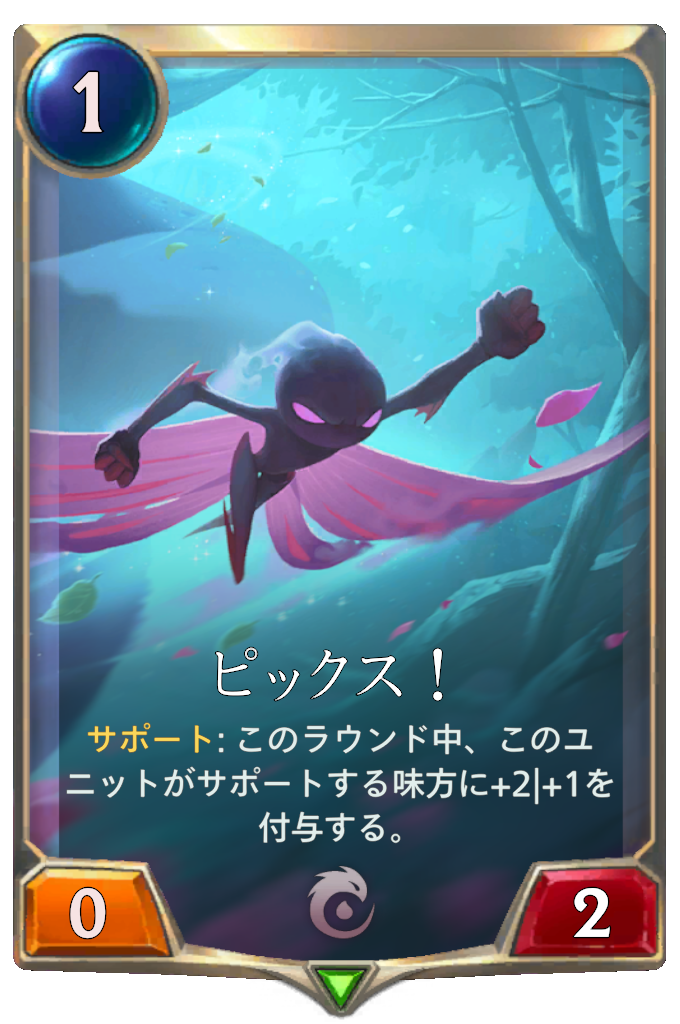 1
ピックス！
サポート: このラウンド中、このユ
ニットがサポートする味方に+2|+1を
付与する。
0
2